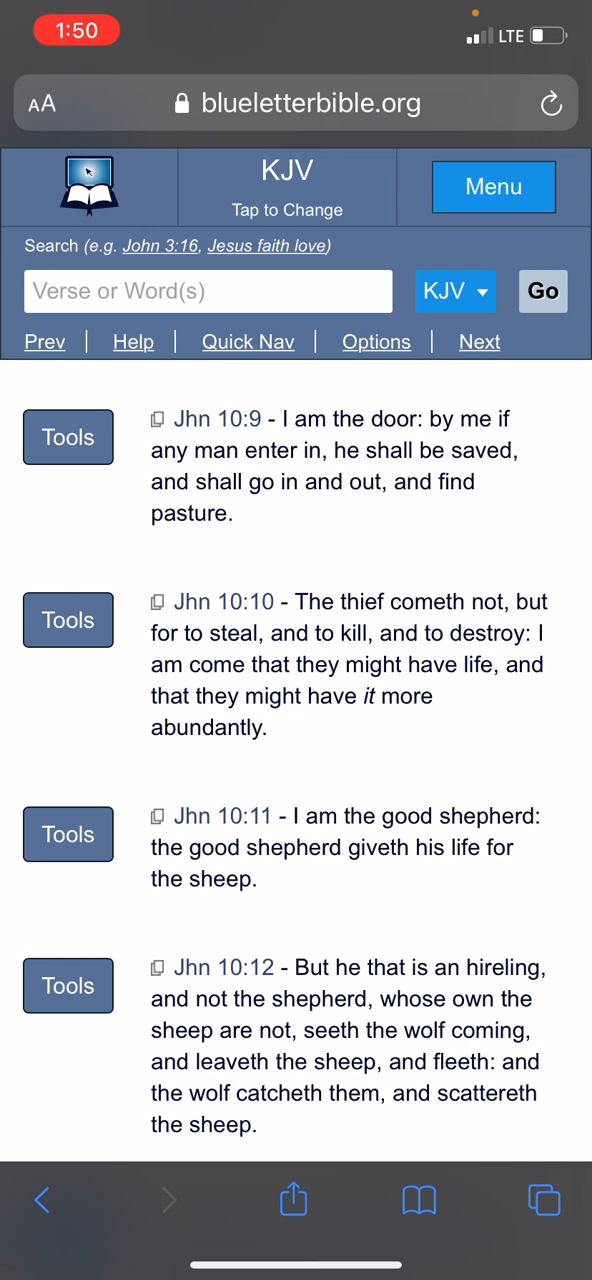 1:50
LTE
AA
blueletterbible.org
KJV
Tap to Change
Menu
Search (e.g. John 3:16, Jesus faith love)
Verse or Word(s)
KJV
Go
Prev | Help | Quick Nav | Options | Next
Tools
Jhn 10:9 - I am the door: by me if
any man enter in, he shall be saved,
and shall go in and out, and find
pasture.
Tools
Jhn 10:10 - The thief cometh not, but
for to steal, and to kill, and to destroy: I
am come that they might have life, and
that they might have it more
abundantly.
Tools
Jhn 10:11 - I am the good shepherd:
the good shepherd giveth his life for
the sheep.
Tools
Jhn 10:12 - But he that is an hireling,
and not the shepherd, whose own the
sheep are not, seeth the wolf coming,
and leaveth the sheep, and fleeth: and
the wolf catcheth them, and scattereth
the sheep.